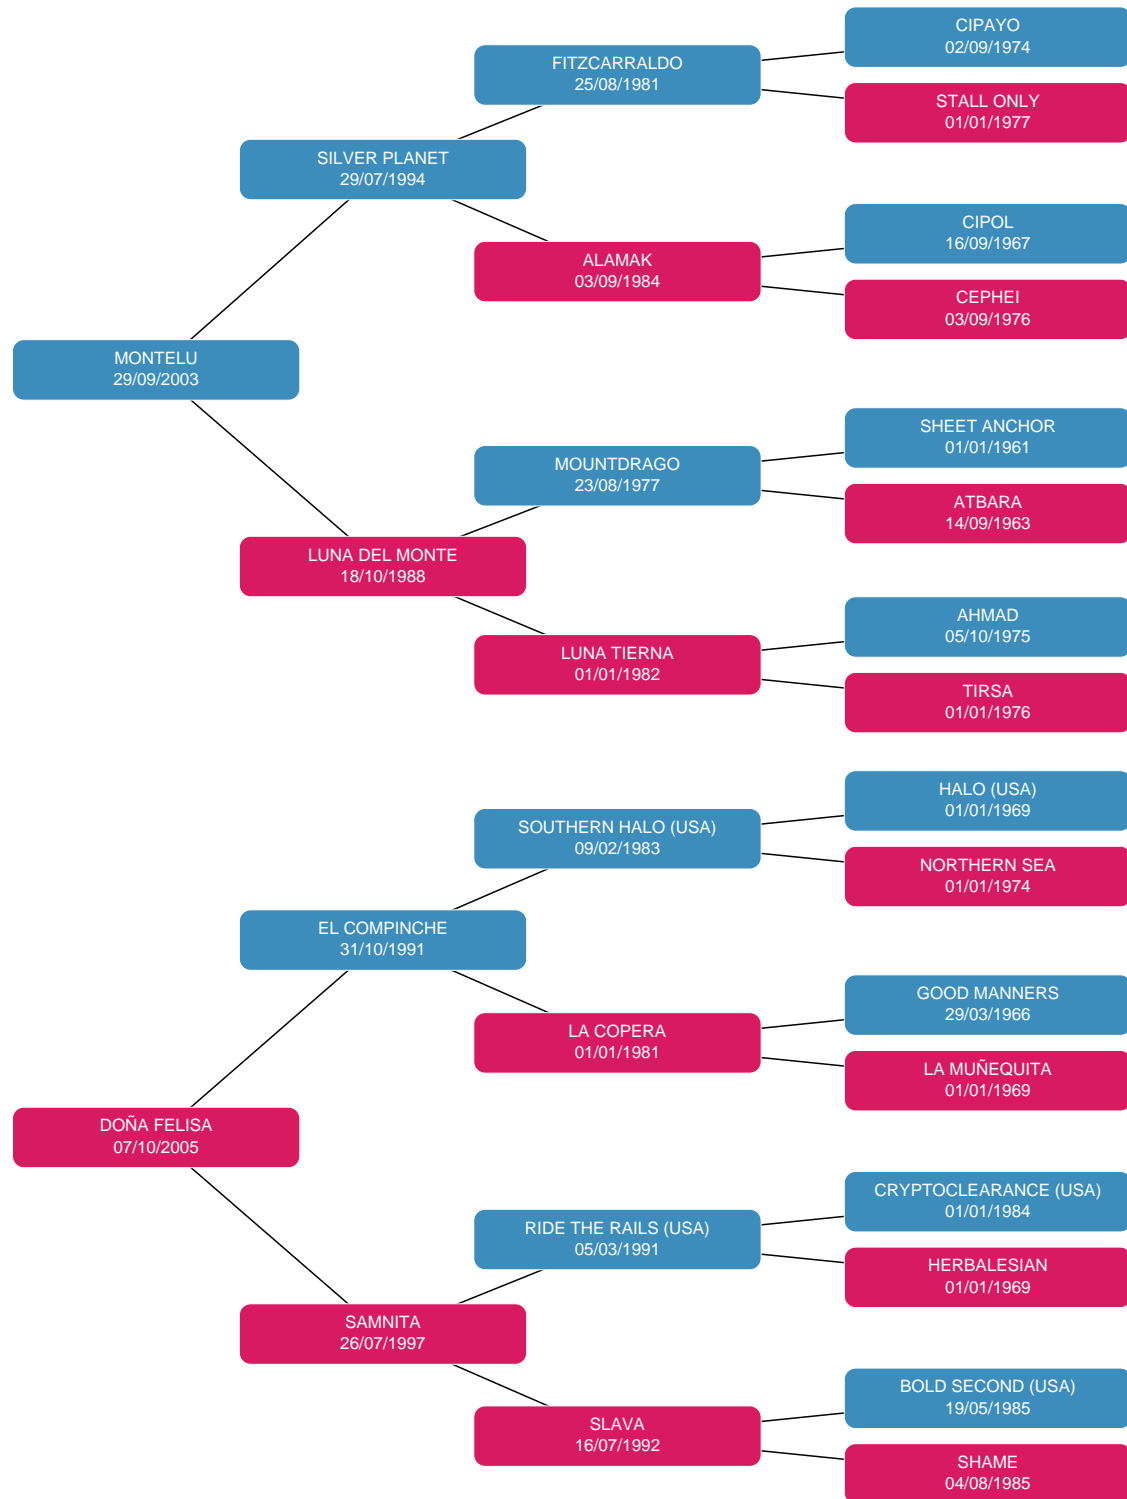 CIPAYO
02/09/1974
FITZCARRALDO
25/08/1981
STALL ONLY
01/01/1977
SILVER PLANET
29/07/1994
CIPOL
16/09/1967
ALAMAK
03/09/1984
CEPHEI
03/09/1976
MONTELU
29/09/2003
SHEET ANCHOR
01/01/1961
MOUNTDRAGO
23/08/1977
ATBARA
14/09/1963
LUNA DEL MONTE
18/10/1988
AHMAD
05/10/1975
LUNA TIERNA
01/01/1982
TIRSA
01/01/1976
HALO (USA)
01/01/1969
SOUTHERN HALO (USA)
09/02/1983
NORTHERN SEA
01/01/1974
EL COMPINCHE
31/10/1991
GOOD MANNERS
29/03/1966
LA COPERA
01/01/1981
LA MUÑEQUITA
01/01/1969
DOÑA FELISA
07/10/2005
CRYPTOCLEARANCE (USA)
01/01/1984
RIDE THE RAILS (USA)
05/03/1991
HERBALESIAN
01/01/1969
SAMNITA
26/07/1997
BOLD SECOND (USA)
19/05/1985
SLAVA
16/07/1992
SHAME
04/08/1985